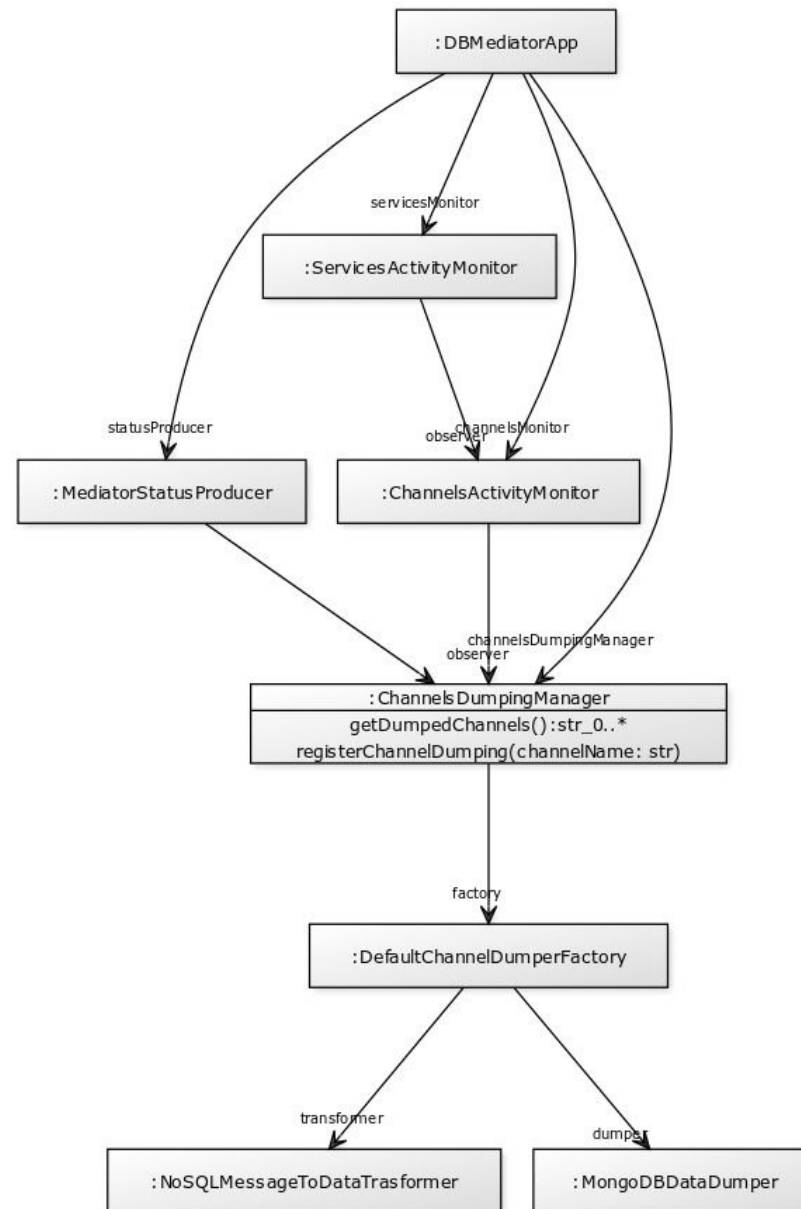 :DBMediatorApp
servicesMonitor
:ServicesActivityMonitor
statusProducer
channelsMonitor
observer
:MediatorStatusProducer
:ChannelsActivityMonitor
channelsDumpingManager
observer
:ChannelsDumpingManager
getDumpedChannels():str_0..*
registerChannelDumping(channelName: str)
factory
:DefaultChannelDumperFactory
transformer
dumper
:NoSQLMessageToDataTrasformer
:MongoDBDataDumper